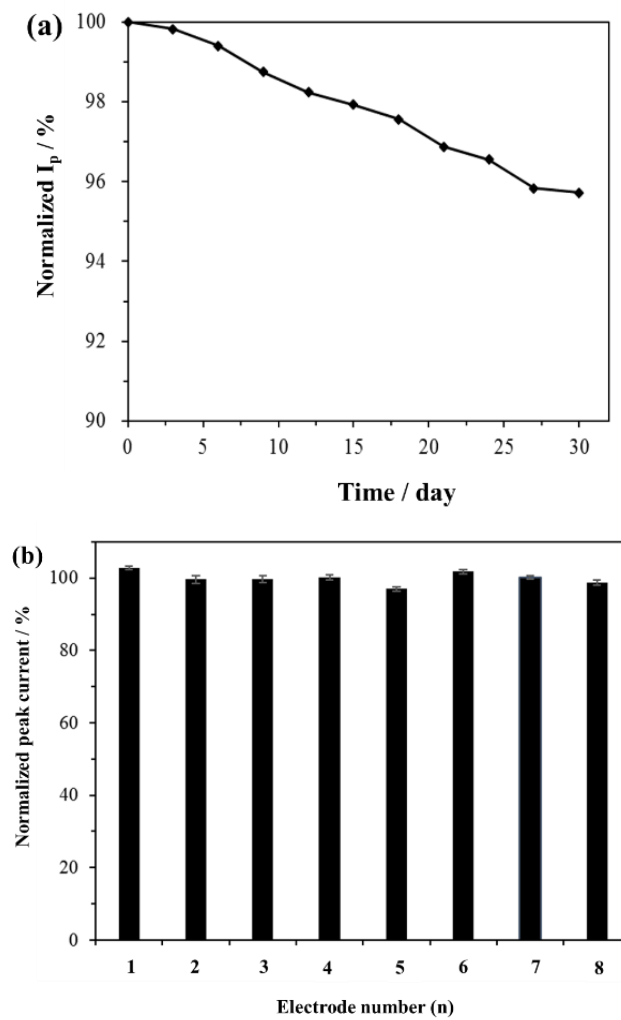 (a)
100
98
96
94
92
90
Normalized Ip / %
0 5 10 15 20 25 30
Time / day
(b)
100
80
60
40
20
0
Normalized peak current / %
1 2 3 4 5 6 7 8
Electrode number (n)